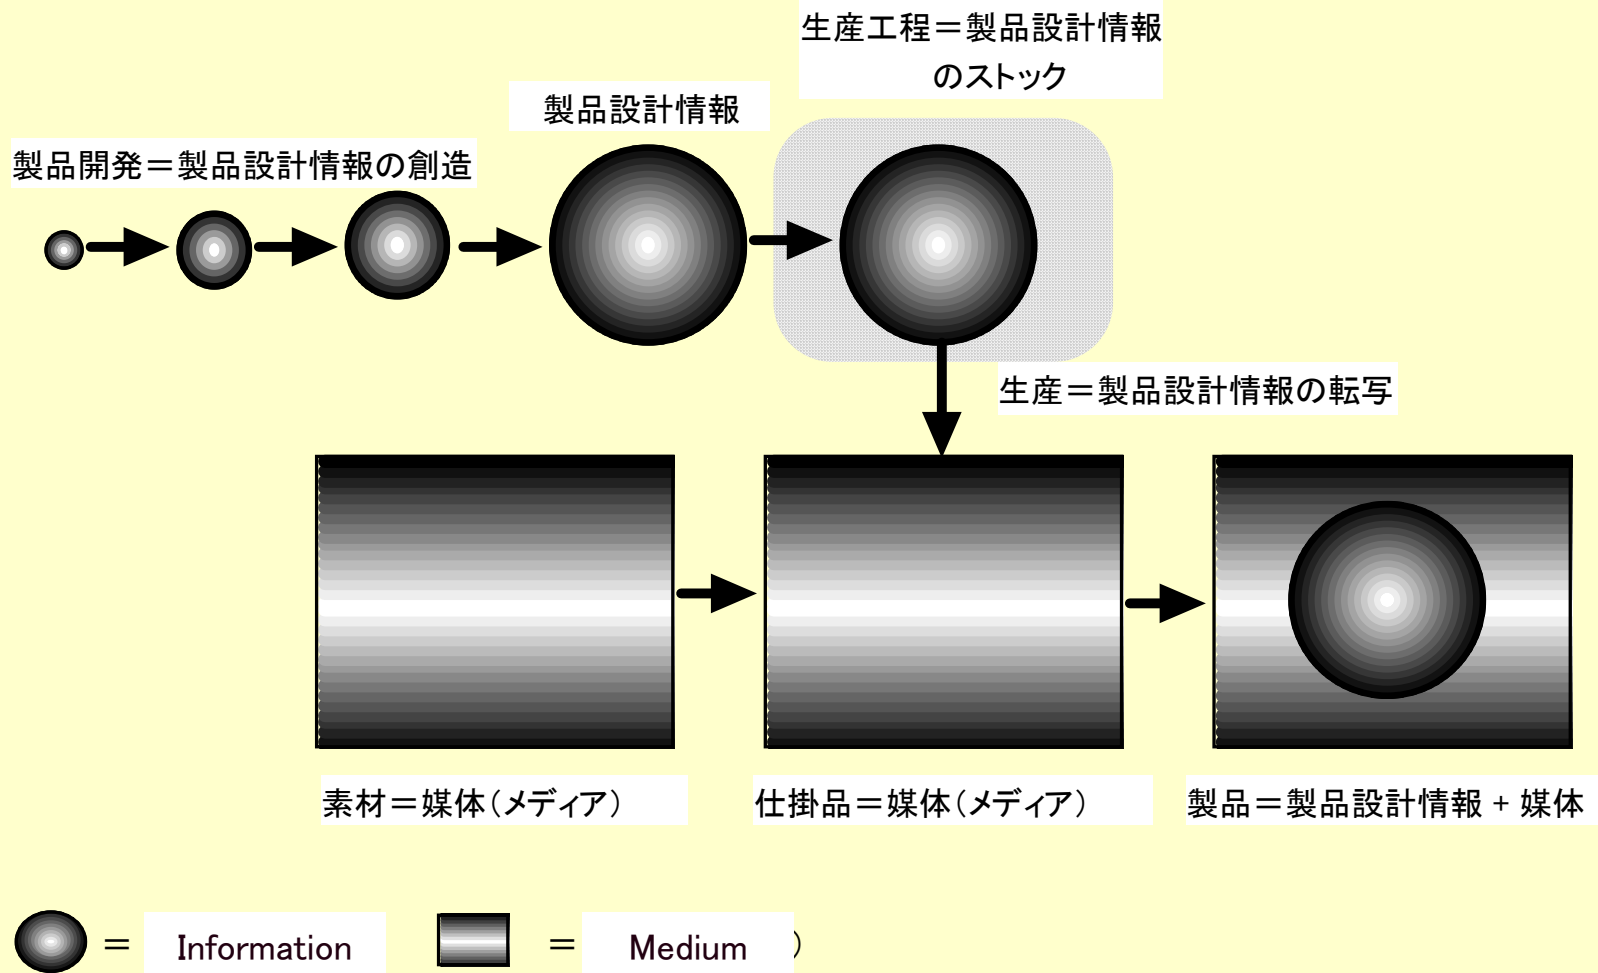 生産工程＝製品設計情報
のストック
製品設計情報
製品開発＝製品設計情報の創造
生産＝製品設計情報の転写
素材＝媒体（メディア）
仕掛品＝媒体（メディア）
製品＝製品設計情報 + 媒体
＝ Information ＝ Medium ）